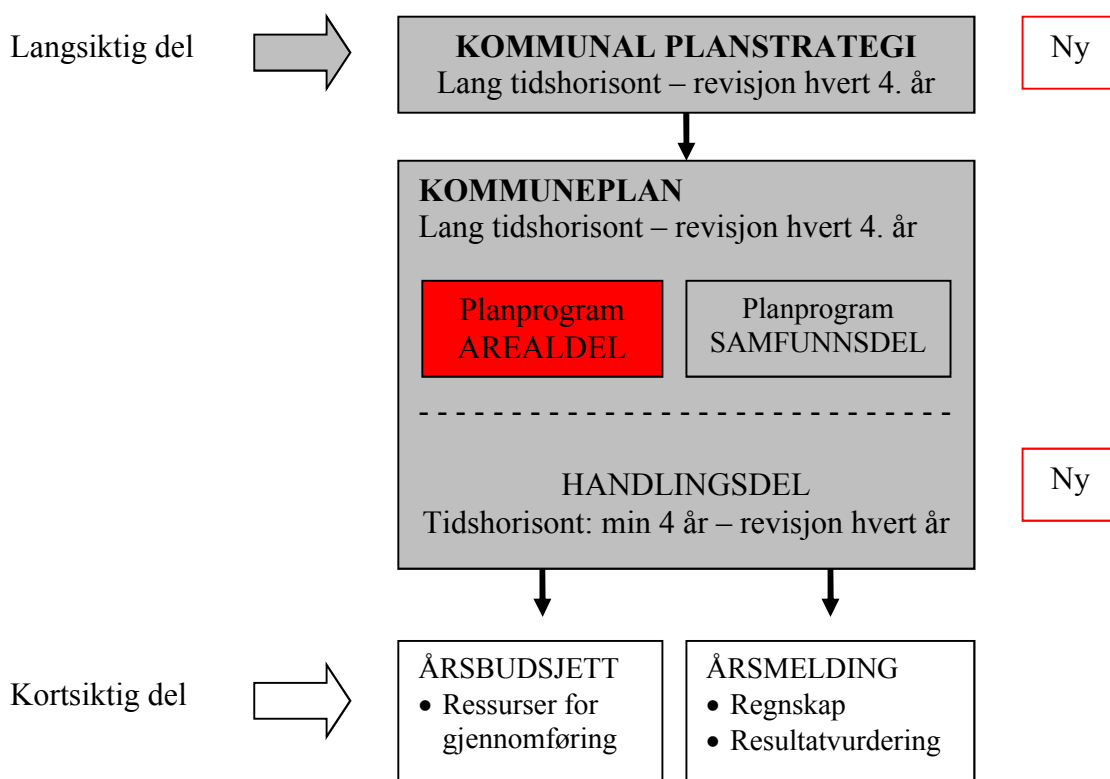 Langsiktig del
KOMMUNAL PLANSTRATEGI
Lang tidshorisont – revisjon hvert 4. år
Ny
KOMMUNEPLAN
Lang tidshorisont – revisjon hvert 4. år
Planprogram
AREALDEL
Planprogram
SAMFUNNSDEL
HANDLINGSDEL
Tidshorisont: min 4 år – revisjon hvert år
Ny
Kortsiktig del
ÅRSBUDSJETT
• Ressurser for
gjennomføring
ÅRSMELDING
• Regnskap
• Resultatvurdering